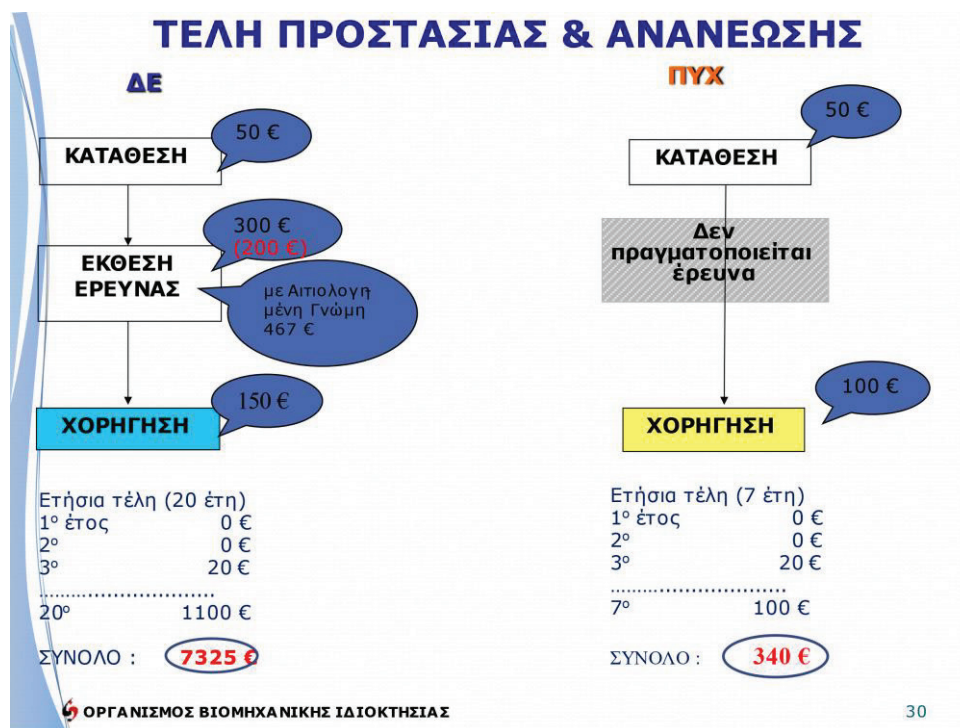 ΤΕΛΗ ΠΡΟΣΤΑΣΙΑΣ & ΑΝΑΝΕΩΣΗΣ
ΔΕ
50 €
ΚΑΤΑΘΕΣΗ
300 €
(200 €)
ΕΚΘΕΣΗ
ΕΡΕΥΝΑΣ
με Αιτιολογη-
μένη Γνώμη
467 €
150 €
ΧΟΡΗΓΗΣΗ
Ετήσια τέλη (20 έτη)
1ο έτος 0 €
2ο 0 €
3ο 20 €
..............................
20ο 1100 €
ΣΥΝΟΛΟ : 7325 €
ΠΥΧ
50 €
ΚΑΤΑΘΕΣΗ
Δεν
πραγματοποιείται
έρευνα
100 €
ΧΟΡΗΓΗΣΗ
Ετήσια τέλη (7 έτη)
1ο έτος 0 €
2ο 0 €
3ο 20 €
..............................
7ο 100 €
ΣΥΝΟΛΟ : 340 €
ΟΡΓΑΝΙΣΜΟΣ ΒΙΟΜΗΧΑΝΙΚΗΣ ΙΔΙΟΚΤΗΣΙΑΣ
30